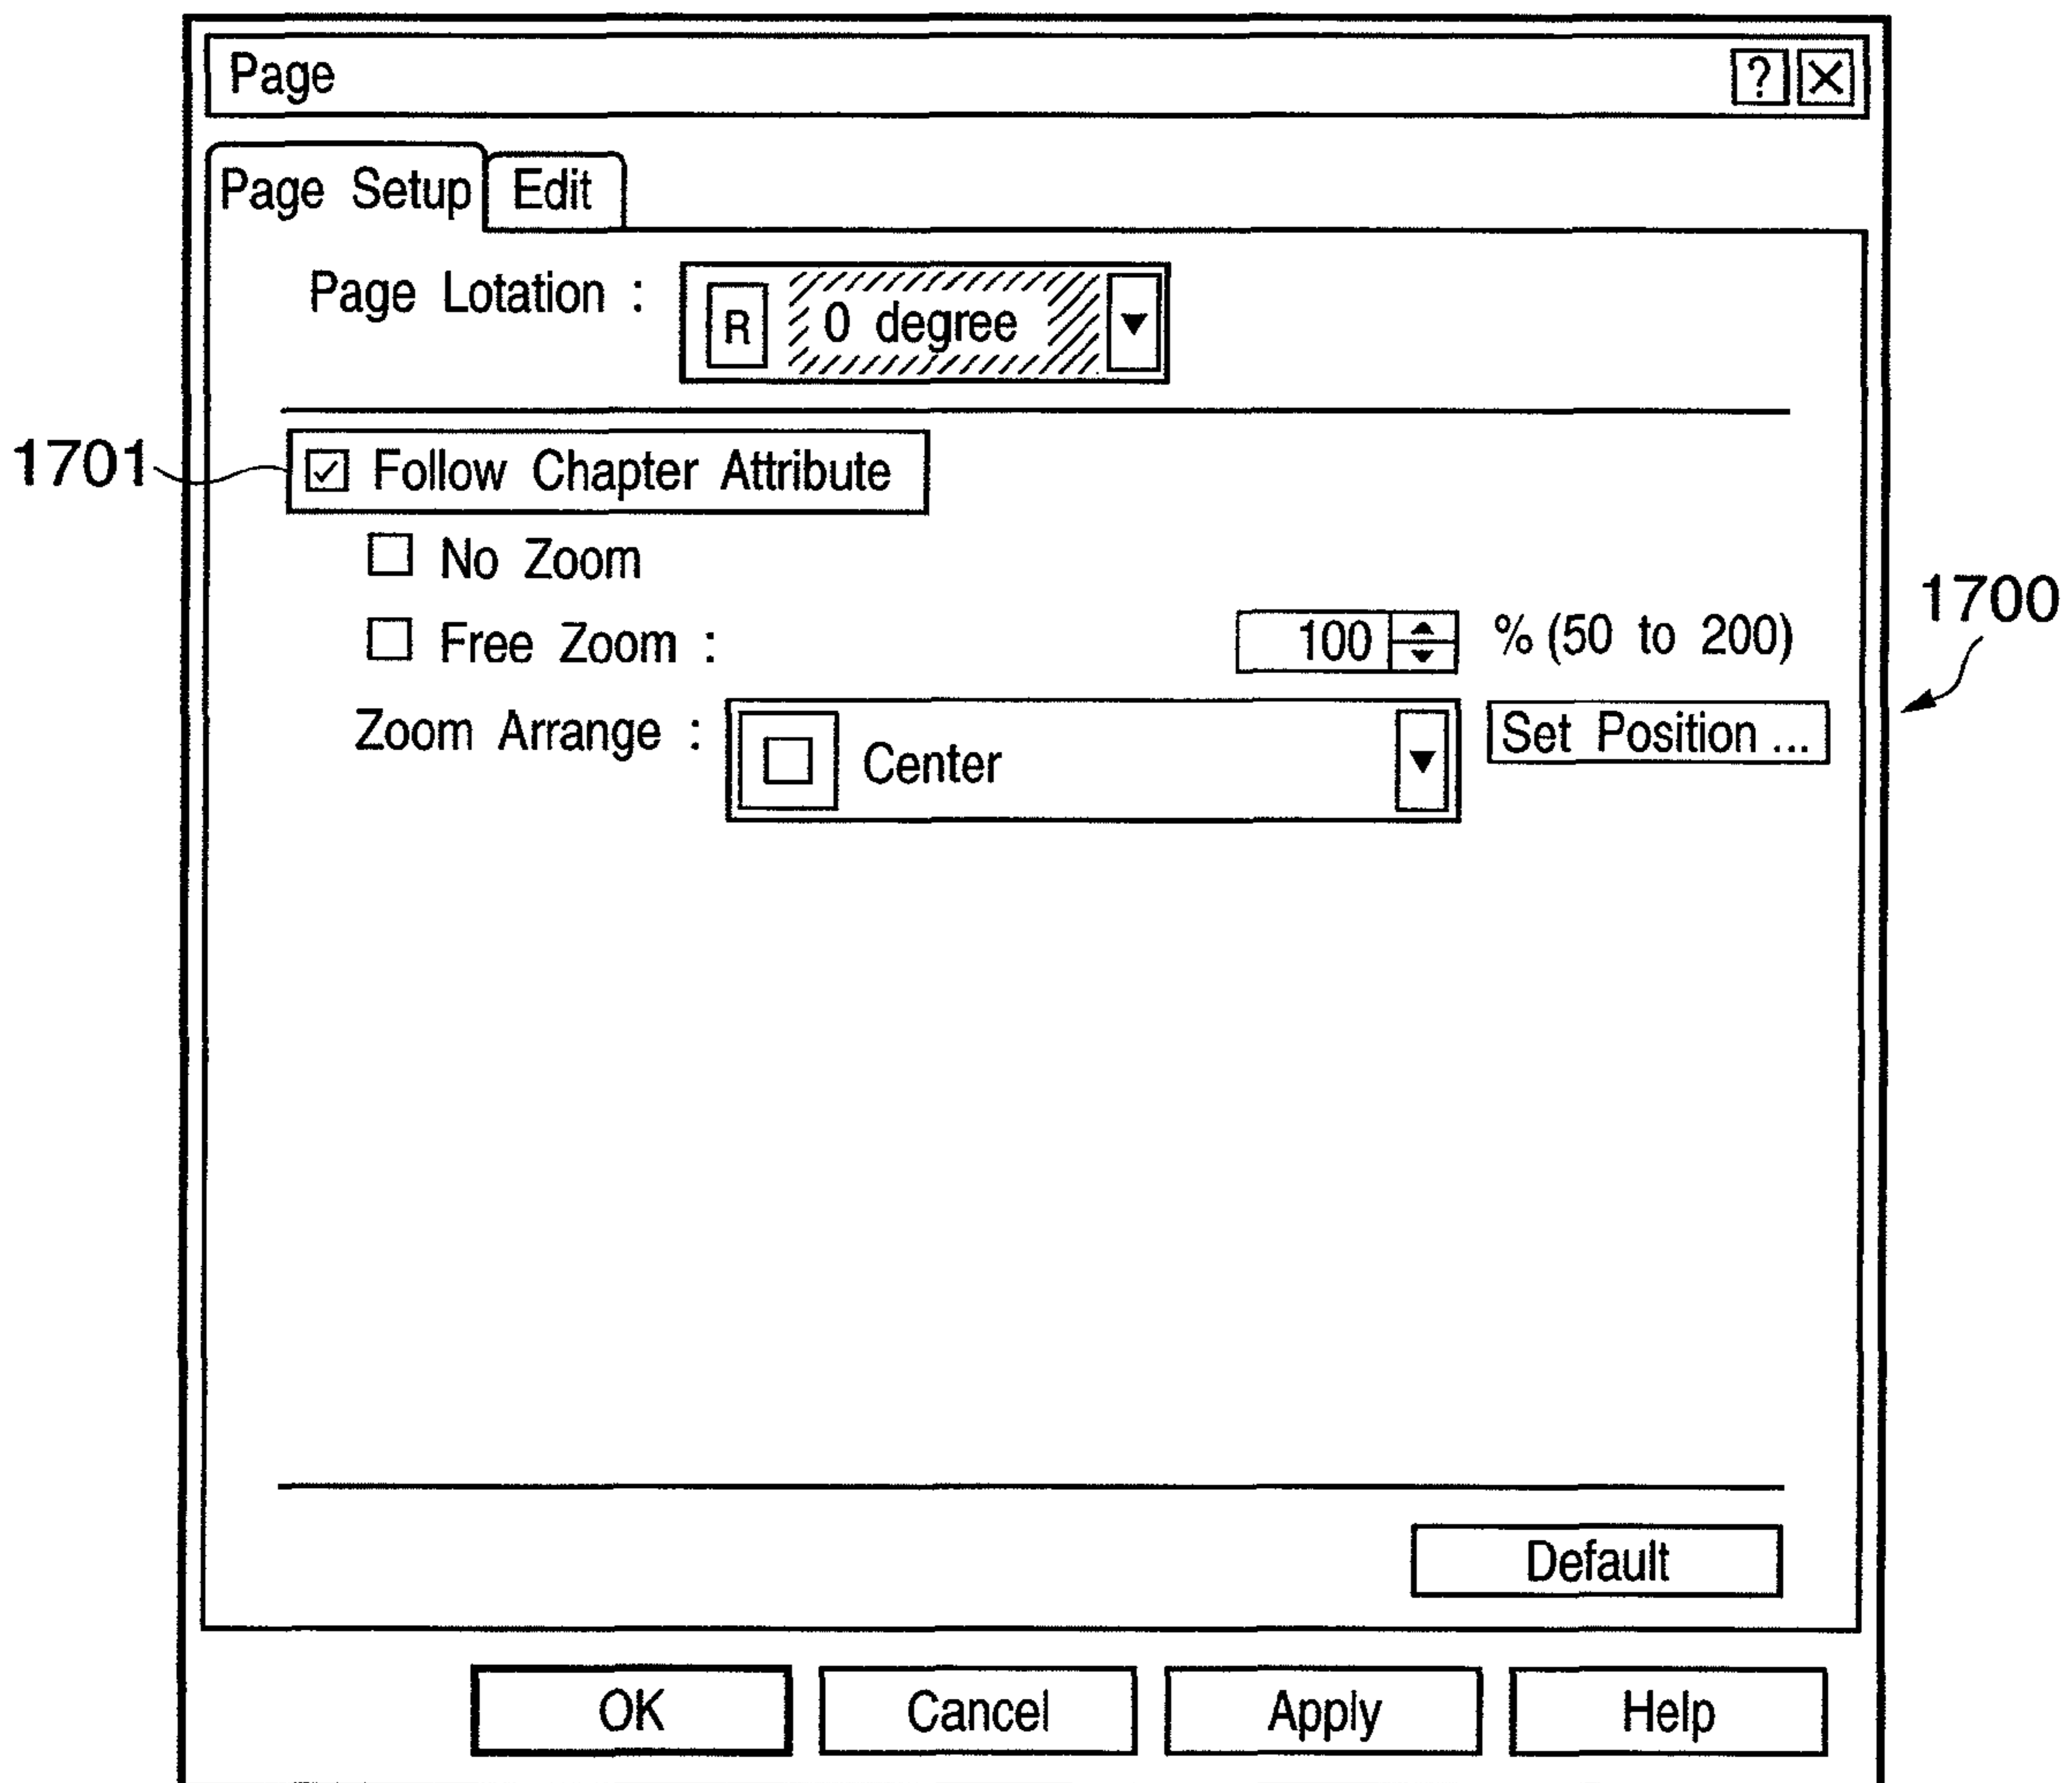 Page ?
Page Setup Edit
Page Lotation : R 0 degree
1701 Follow Chapter Attribute
No Zoom
1700
Free Zoom : 100 % (50 to 200)
Zoom Arrange : Center Set Position ...
Default
OK Cancel Apply Help